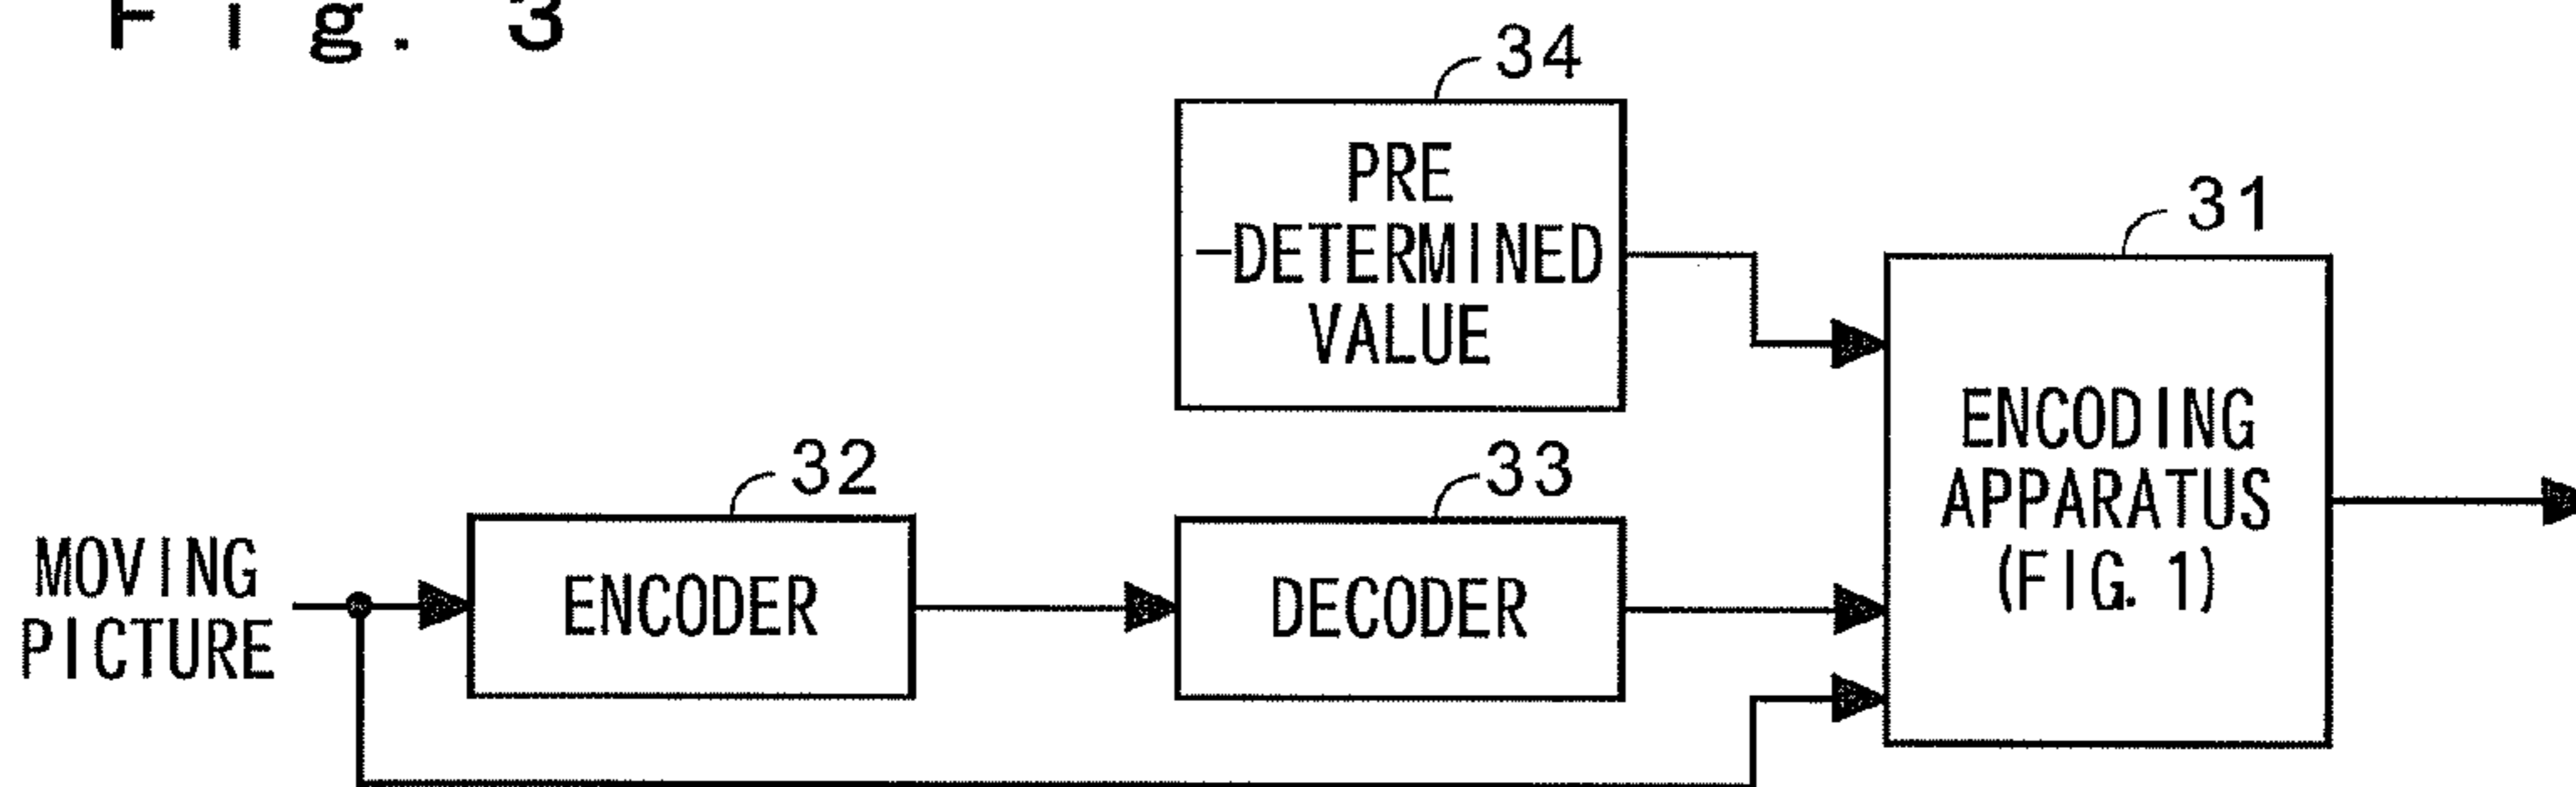 Fig. 3
34
PRE
-DETERMINED
VALUE
31
ENCODING
APPARATUS
(FIG. 1)
32
ENCODER
33
DECODER
MOVING
PICTURE